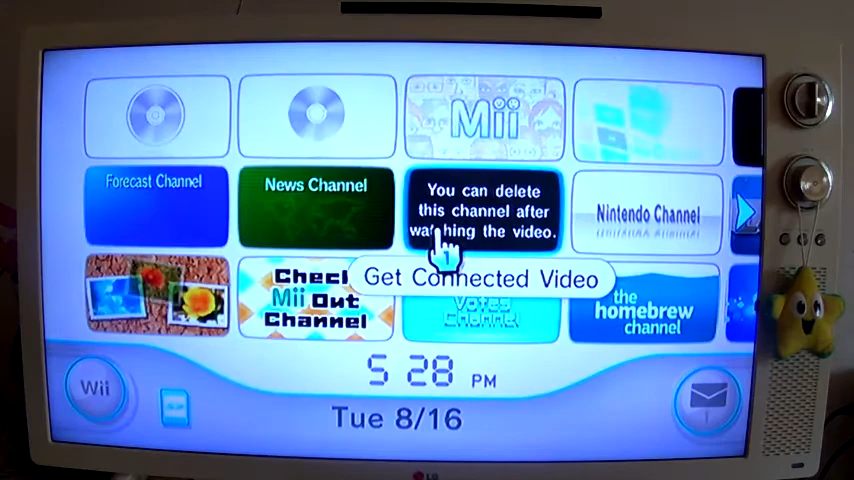 Mii
Forecast Channel
News Channel
You can delete
this channel after
watching the video.
Nintendo Channel
1
Get Connected Video
Check
Mii Out
Channel
Votes
Channel
the
homebrew
channel
5 28 PM
Wii
Tue 8/16
LG